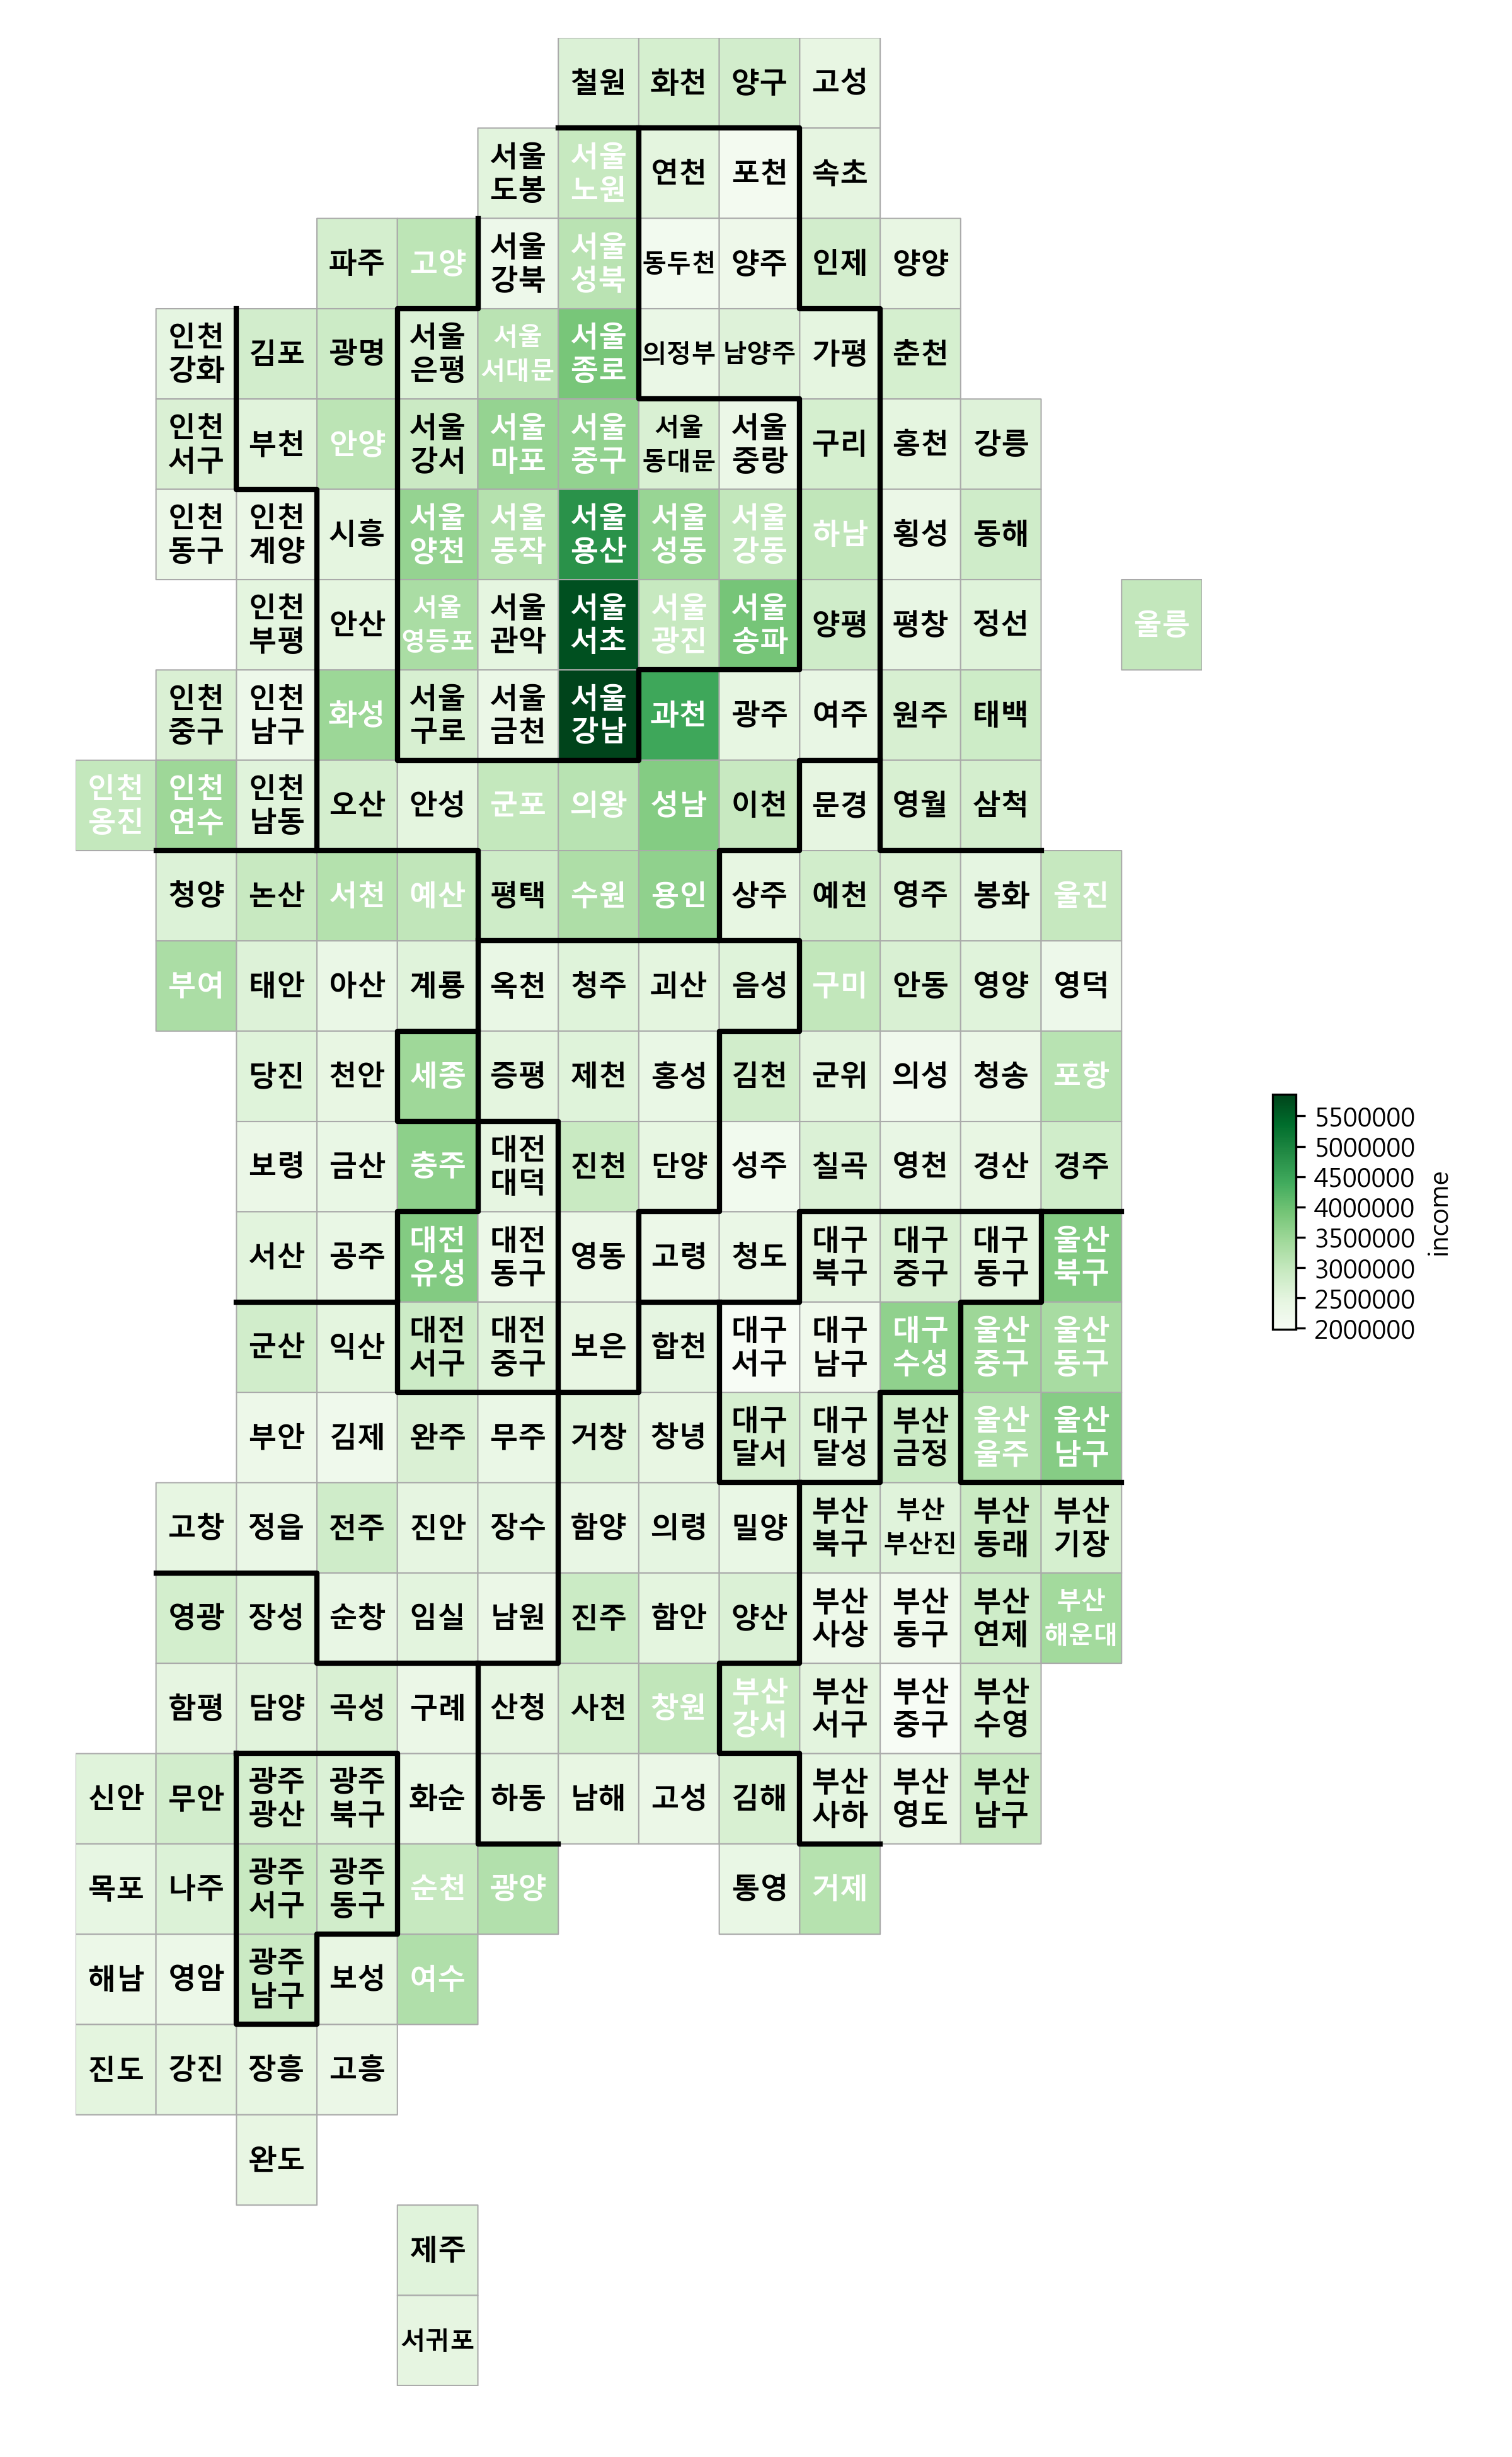 철원 화천 양구 고성
서울
도봉
서울
노원
연천 포천 속초
파주 고양
서울
강북
서울
성북
동두천 양주 인제 양양
인천
강화
김포 광명
서울
은평
서울
서대문
서울
종로
의정부 남양주 가평 춘천
인천
서구
부천 안양
서울
강서
서울
마포
서울
중구
서울
동대문
서울
중랑
구리 홍천 강릉
인천
동구
인천
계양
시흥
서울
양천
서울
동작
서울
용산
서울
성동
서울
강동
하남 횡성 동해
인천
부평
안산
서울
영등포
서울
관악
서울
서초
서울
광진
서울
송파
양평 평창 정선 울릉
인천
중구
인천
남구
화성
서울
구로
서울
금천
서울
강남
과천 광주 여주 원주 태백
인천
옹진
인천
연수
인천
남동
오산 안성 군포 의왕 성남 이천 문경 영월 삼척
청양 논산 서천 예산 평택 수원 용인 상주 예천 영주 봉화 울진
부여 태안 아산 계룡 옥천 청주 괴산 음성 구미 안동 영양 영덕
당진 천안 세종 증평 제천 홍성 김천 군위 의성 청송 포항
보령 금산 충주
대전
대덕
진천 단양 성주 칠곡 영천 경산 경주
서산 공주
대전
유성
대전
동구
영동 고령 청도
대구
북구
대구
중구
대구
동구
울산
북구
군산 익산
대전
서구
대전
중구
보은 합천
대구
서구
대구
남구
대구
수성
울산
중구
울산
동구
부안 김제 완주 무주 거창 창녕
대구
달서
대구
달성
부산
금정
울산
울주
울산
남구
고창 정읍 전주 진안 장수 함양 의령 밀양
부산
북구
부산
부산진
부산
동래
부산
기장
영광 장성 순창 임실 남원 진주 함안 양산
부산
사상
부산
동구
부산
연제
부산
해운대
함평 담양 곡성 구례 산청 사천 창원
부산
강서
부산
서구
부산
중구
부산
수영
신안 무안
광주
광산
광주
북구
화순 하동 남해 고성 김해
부산
사하
부산
영도
부산
남구
목포 나주
광주
서구
광주
동구
순천 광양 통영 거제
해남 영암
광주
남구
보성 여수
진도 강진 장흥 고흥
완도
제주
서귀포
5500000
5000000
4500000
4000000
3500000
3000000
2500000
2000000
income